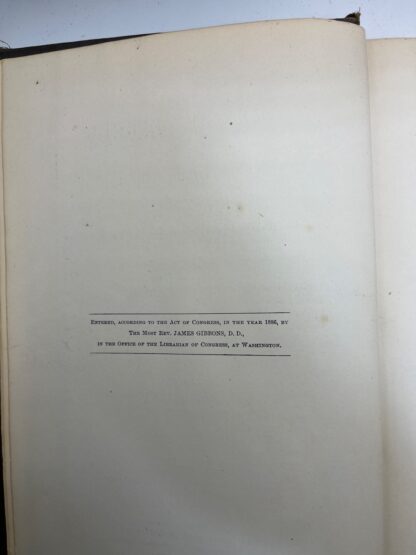 Entered, according to the Act of Congress, in the year 1886, by
The Most Rev. JAMES GIBBONS, D. D.,
in the Office of the Librarian of Congress, at Washington.